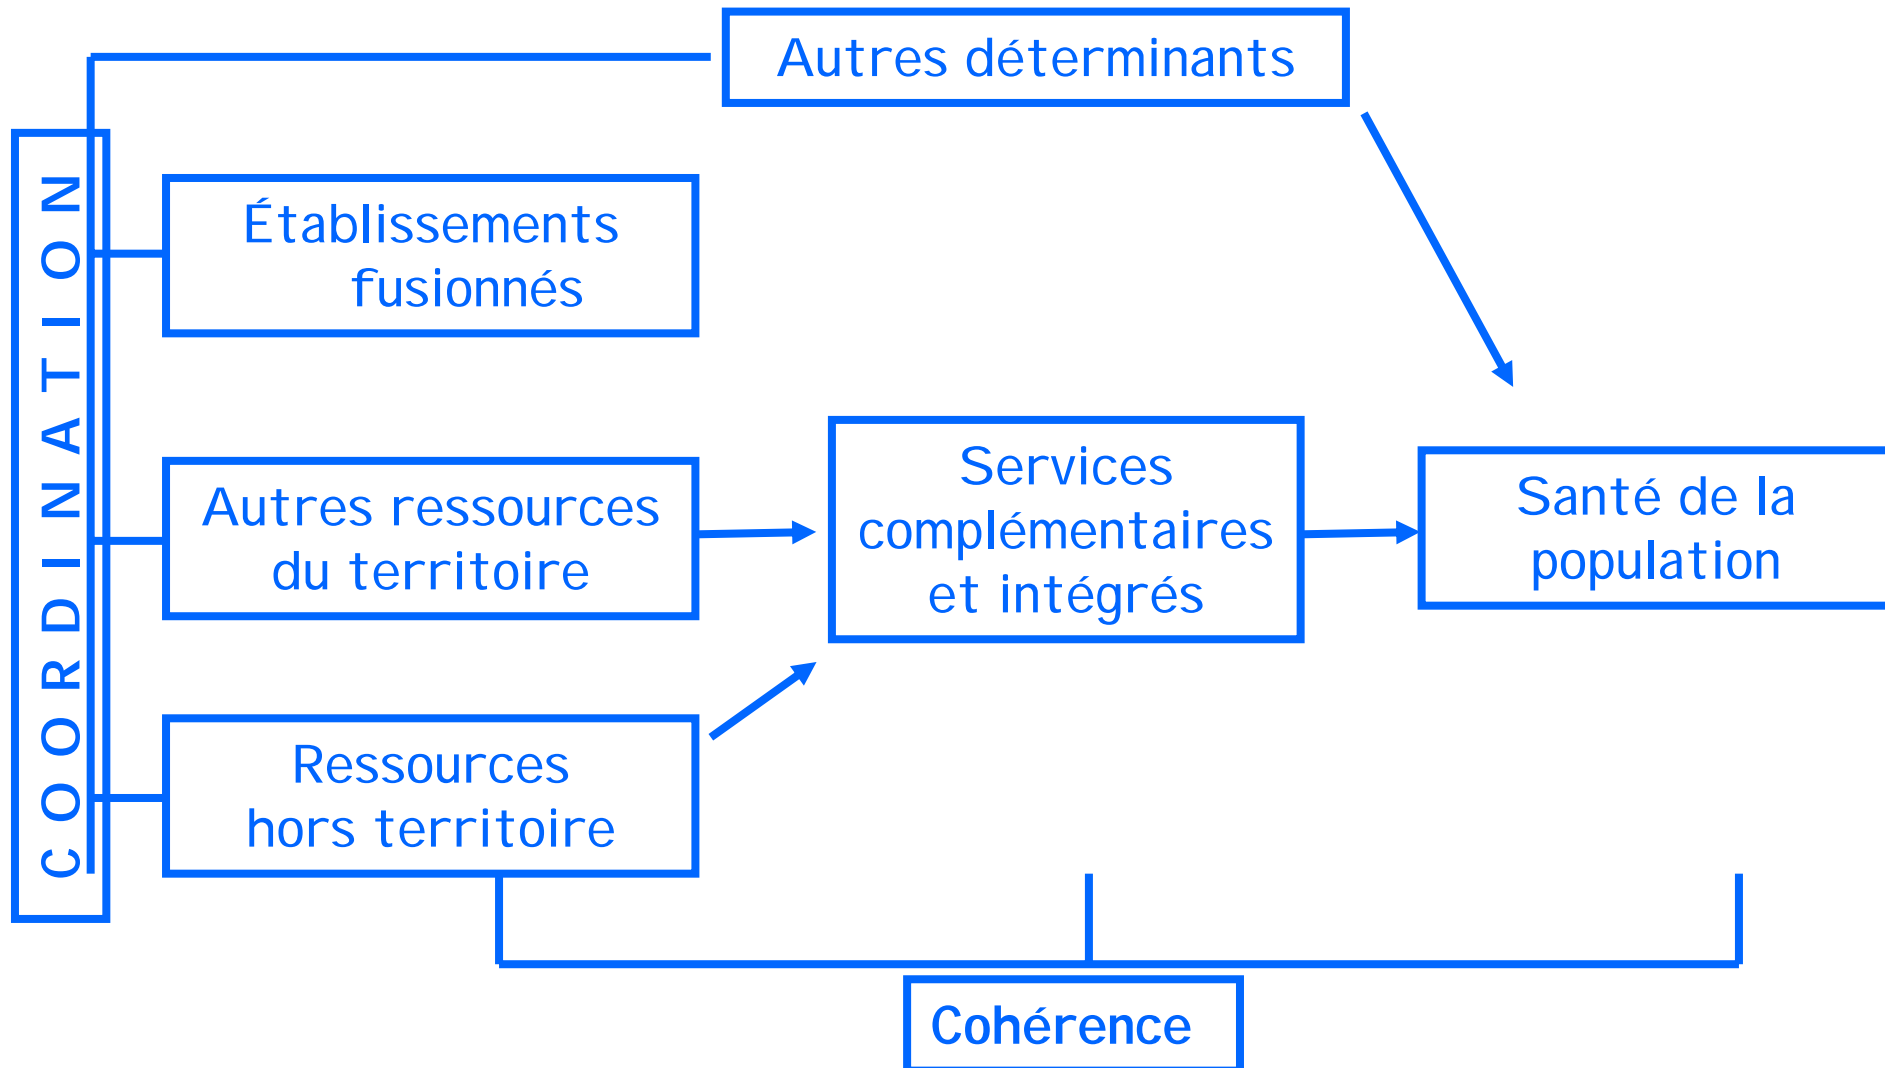 Autres déterminants
COORDINATION
Établissements
fusionnés
Autres ressources
du territoire
Services
complémentaires
et intégrés
Santé de la
population
Ressources
hors territoire
Cohérence